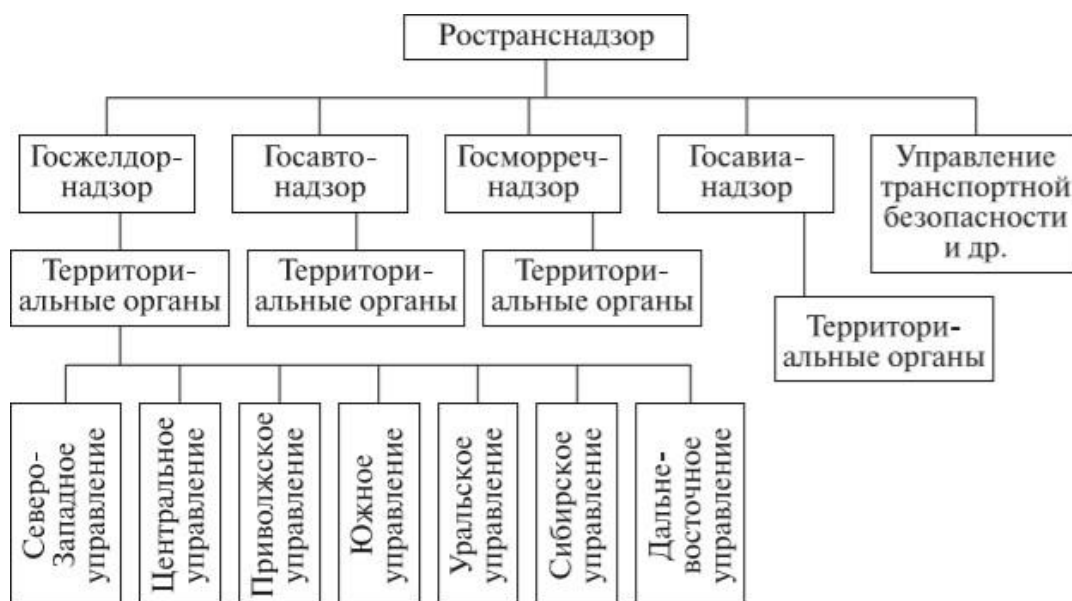 Ространснадзор
Госжелдор-
надзор
Госавто-
надзор
Госморреч-
надзор
Госавиа-
надзор
Управление
транспортной
безопасности
и др.
Территори-
альные органы
Территори-
альные органы
Территори-
альные органы
Территори-
альные органы
Северо-
Западное
управление
Центральное
управление
Приволжское
управление
Южное
управление
Уральское
управление
Сибирское
управление
Дальне-
восточное
управление